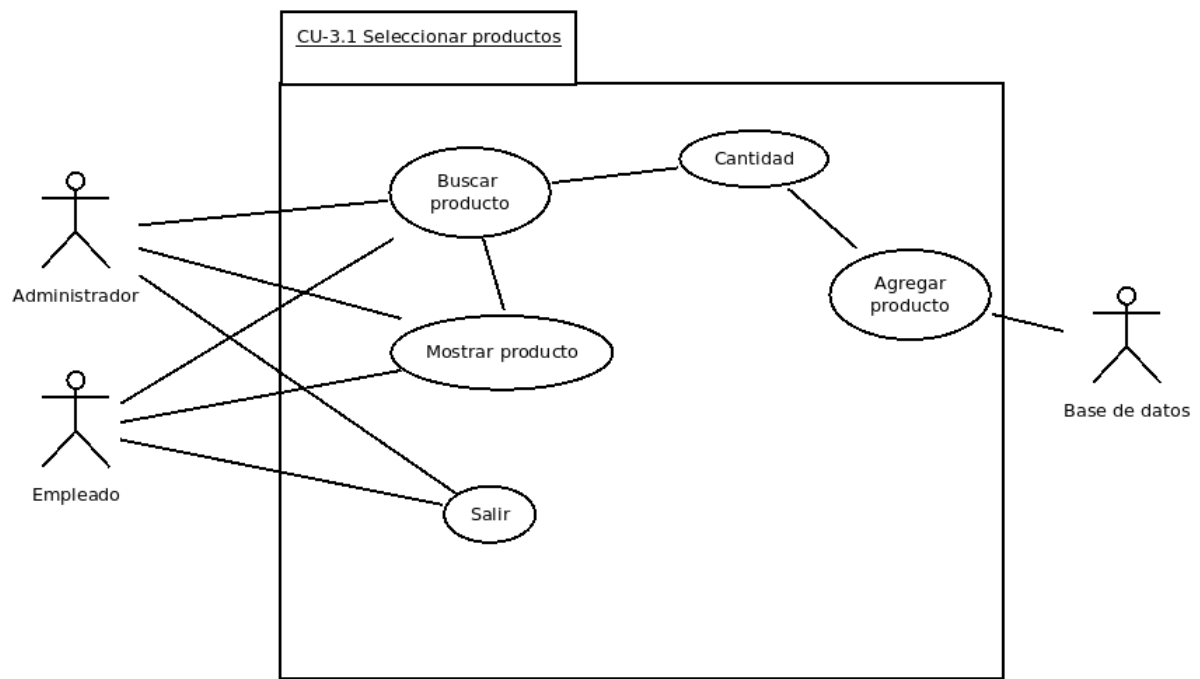 CU-3.1 Seleccionar productos
Cantidad
Buscar
producto
Administrador
Agregar
producto
Mostrar producto
Base de datos
Empleado
Salir